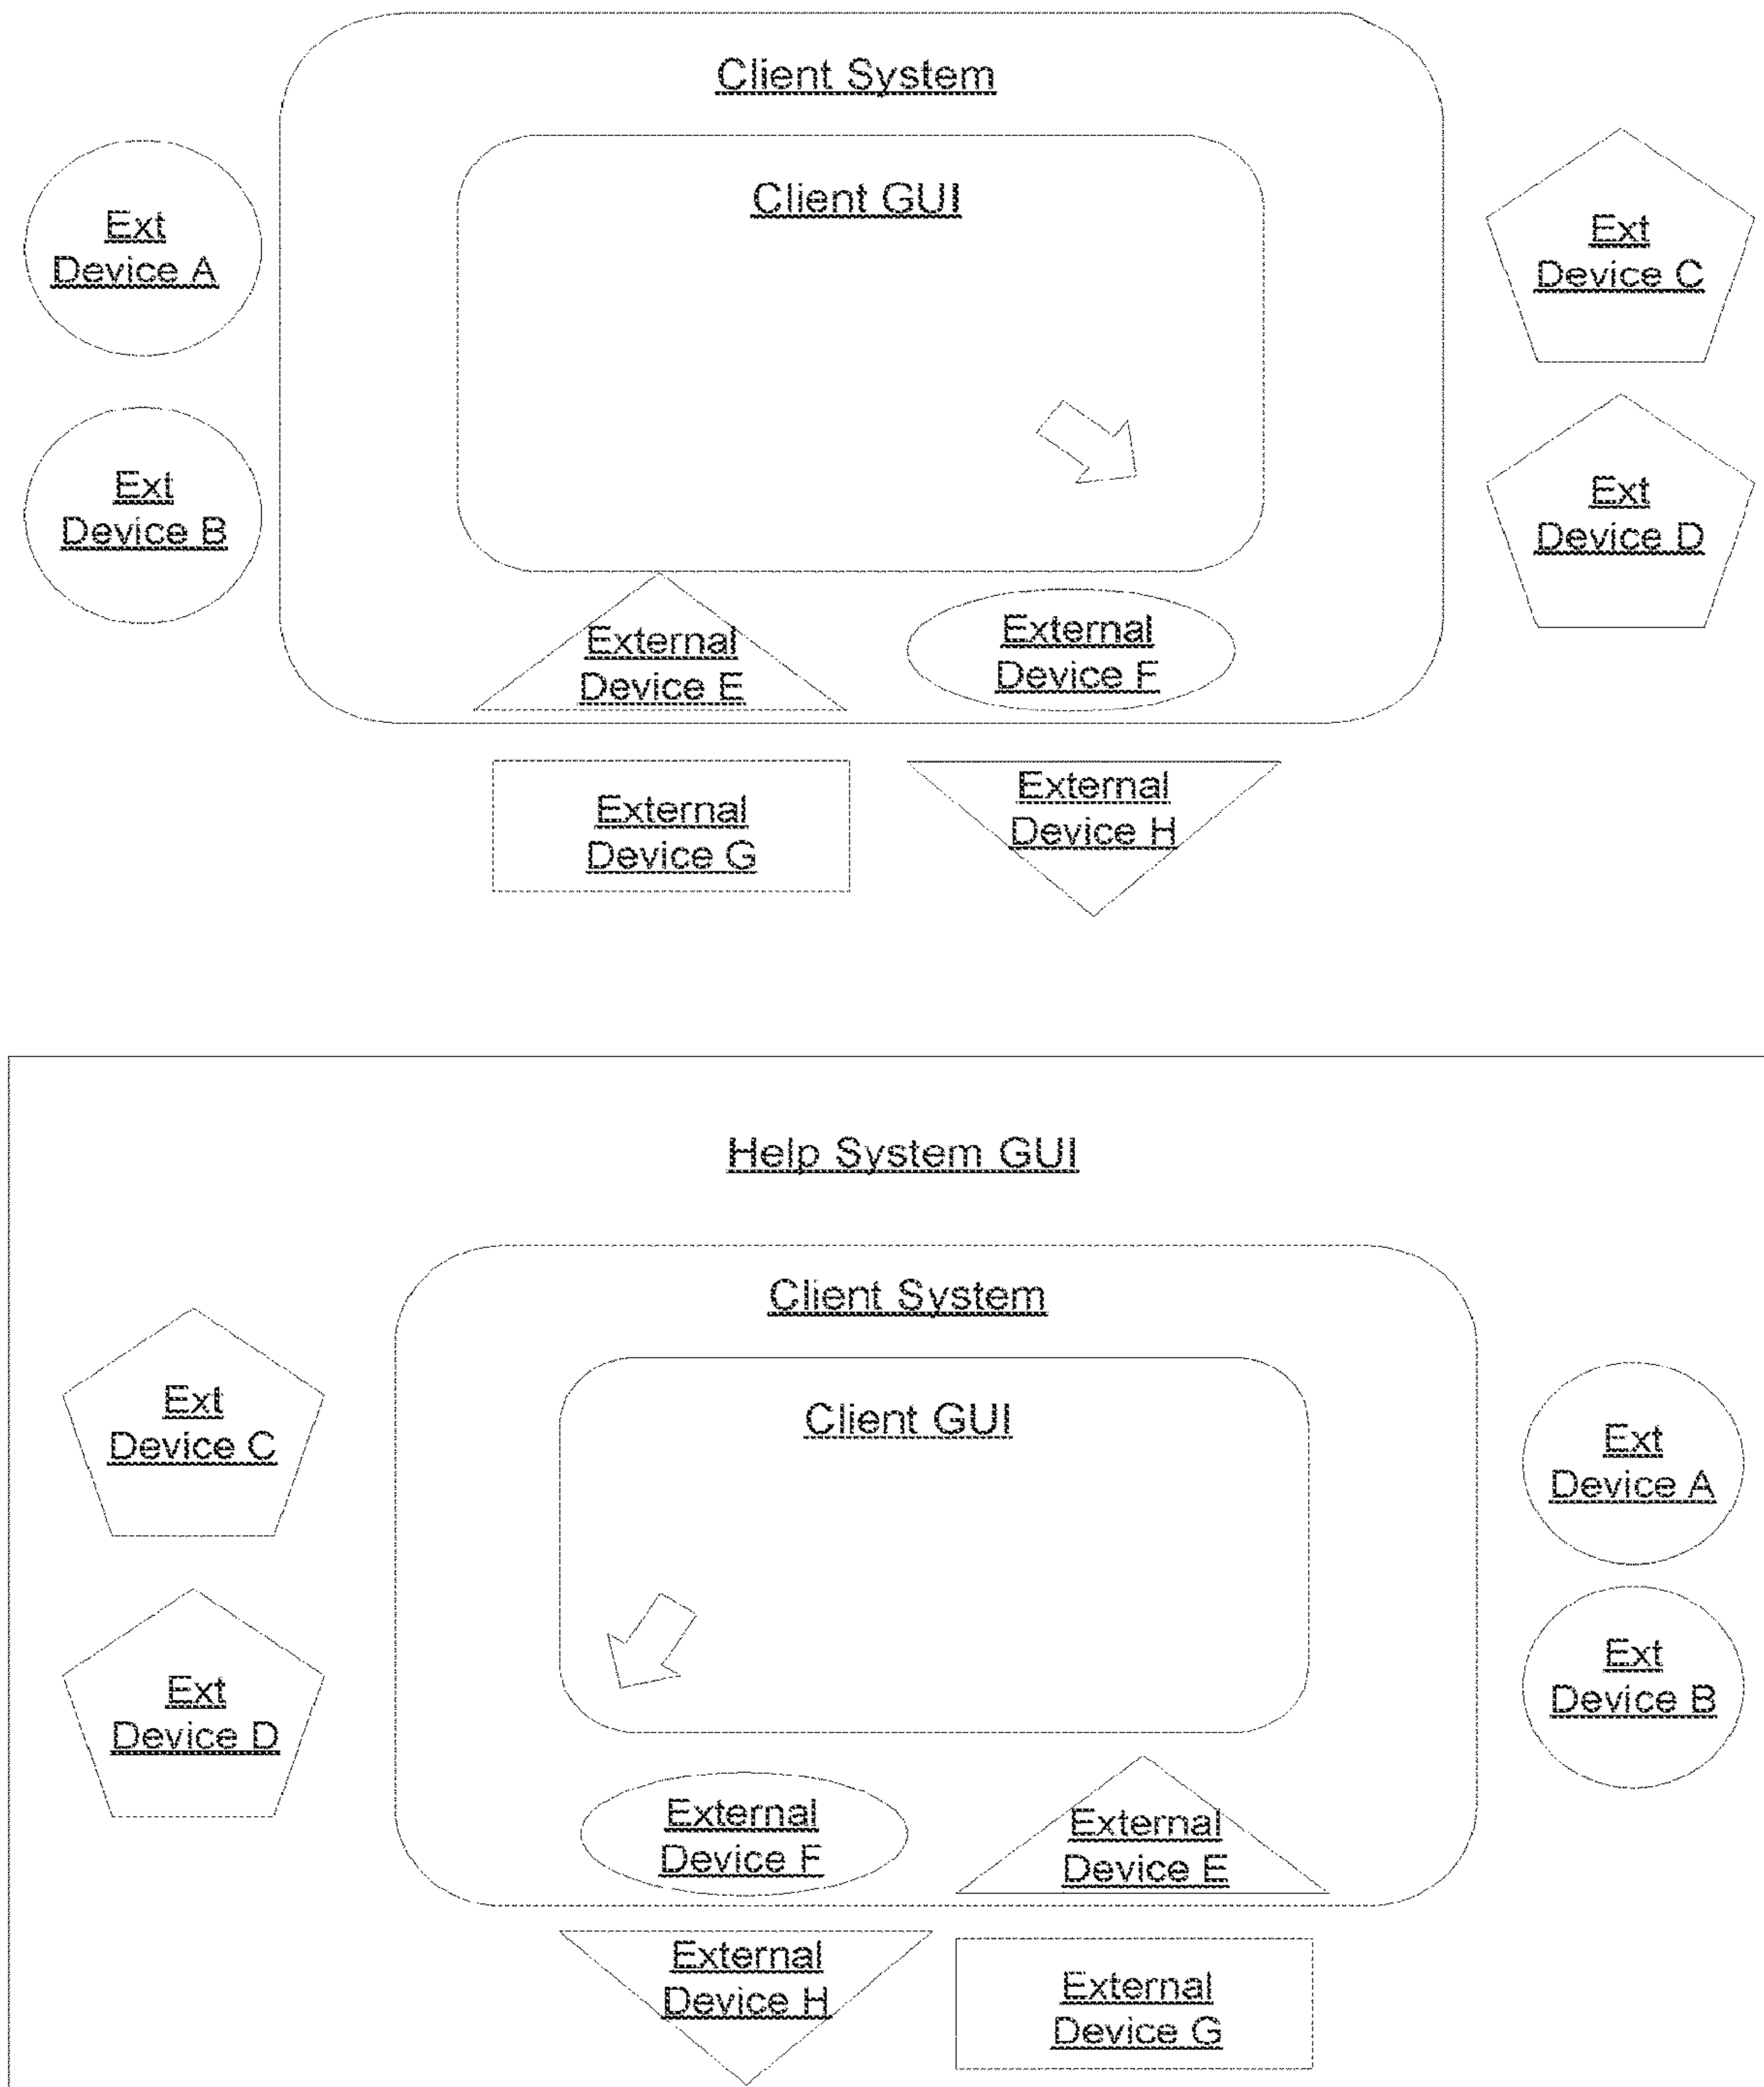 Client System
Client GUI
Ext
Device A
Ext
Device C
Ext
Device B
Ext
Device D
External
Device E
External
Device F
External
Device G
External
Device H
Help System GUI
Client System
Client GUI
Ext
Device C
Ext
Device A
Ext
Device D
Ext
Device B
External
Device F
External
Device E
External
Device H
External
Device G